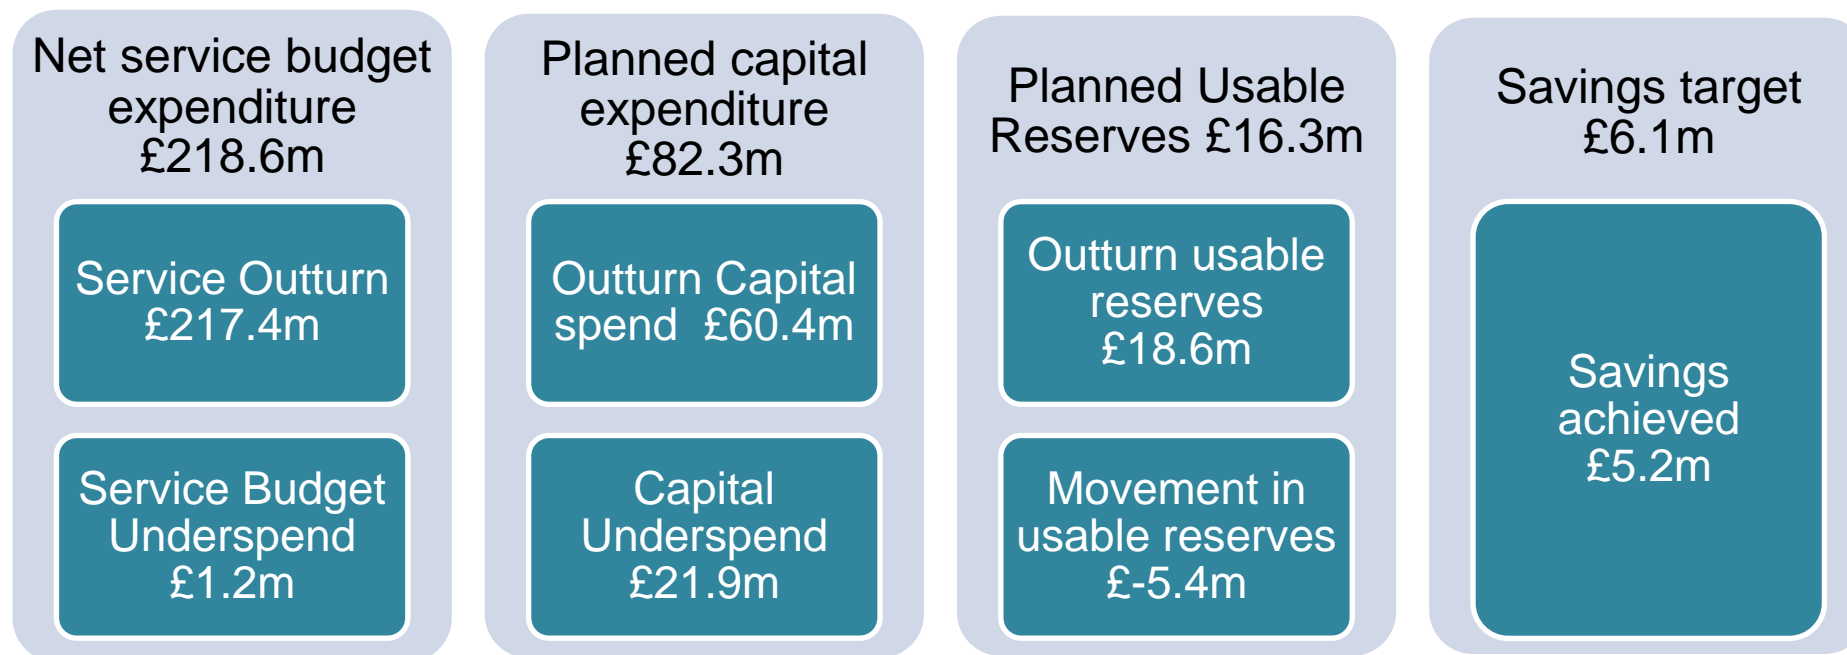 Net service budget
expenditure
£218.6m
Service Outturn
£217.4m
Service Budget
Underspend
£1.2m
Planned capital
expenditure
£82.3m
Outturn Capital
spend  £60.4m
Capital
Underspend
£21.9m
Planned Usable
Reserves £16.3m
Outturn usable
reserves
£18.6m
Movement in
usable reserves
£-5.4m
Savings target
£6.1m
Savings
achieved
£5.2m